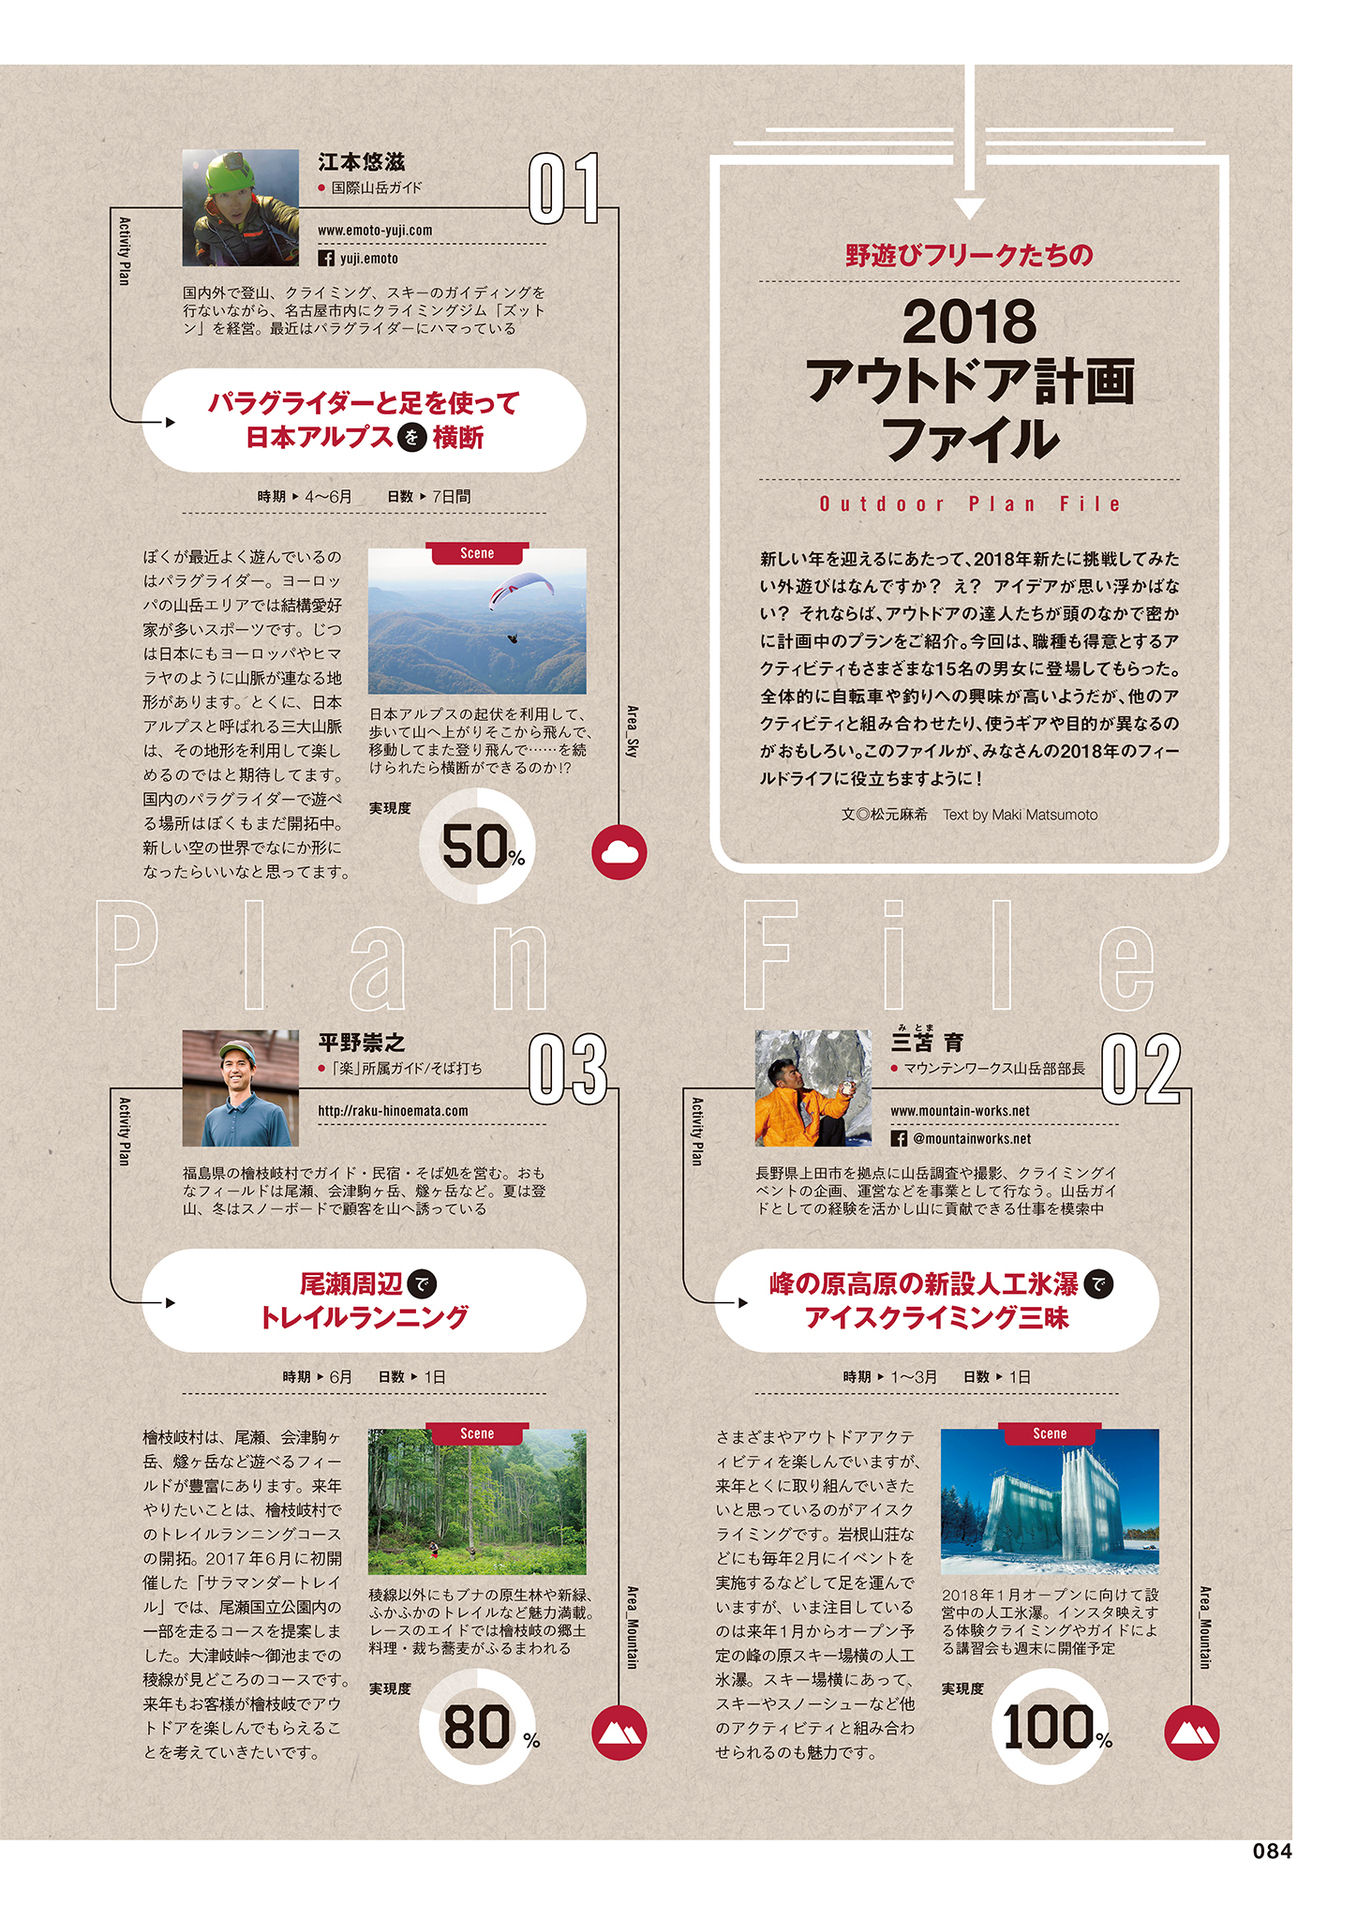 野遊びフリークたちの
2018
アウトドア計画
ファイル
Outdoor Plan File
新しい年を迎えるにあたって、2018年新たに挑戦してみた
い外遊びはなんですか？ え？ アイデアが思い浮かばな
い？ それならば、アウトドアの達人たちが頭のなかで密か
に計画中のプランをご紹介。今回は、職種も得意とするア
クティビティもさまざまな15名の男女に登場してもらった。
全体的に自転車や釣りへの興味が高いようだが、他のア
クティビティと組み合わせたり、使うギアや目的が異なるの
がおもしろい。このファイルが、みなさんの2018年のフィー
ルドライフに役立ちますように！
文◎松元麻希 Text by Maki Matsumoto
01
江本悠滋
●国際山岳ガイド
www.emoto-yuji.com
yuji.emoto
Activity Plan
国内外で登山、クライミング、スキーのガイディングを
行ないながら、名古屋市内にクライミングジム「ズット
ン」を経営。最近はパラグライダーにハマっている
パラグライダーと足を使って
日本アルプスを横断
時期▶4〜6月 日数▶7日間
ぼくが最近よく遊んでいるの
はパラグライダー。ヨーロッ
パの山岳エリアでは結構愛好
家が多いスポーツです。じつ
は日本にもヨーロッパやヒマ
ラヤのように山脈が連なる地
形があります。とくに、日本
アルプスと呼ばれる三大山脈
は、その地形を利用して楽し
めるのではと期待してます。
国内のパラグライダーで遊べ
る場所はぼくもまだ開拓中。
新しい空の世界でなにか形に
なったらいいなと思ってます。
Scene
日本アルプスの起伏を利用して、
歩いて山へ上がりそこから飛んで、
移動してまた登り飛んで……を続
けられたら横断ができるのか!?
実現度
50%
Area_Sky
Plan File
02
みとま
三苫 育
●マウンテンワークス山岳部部長
www.mountain-works.net
@mountainworks.net
Activity Plan
長野県上田市を拠点に山岳調査や撮影、クライミングイ
ベントの企画、運営などを事業として行なう。山岳ガイ
ドとしての経験を活かし山に貢献できる仕事を模索中
峰の原高原の新設人工氷瀑で
アイスクライミング三昧
時期▶1〜3月 日数▶1日
さまざまやアウトドアアクテ
ィビティを楽しんでいますが、
来年とくに取り組んでいきた
いと思っているのがアイスク
ライミングです。岩根山荘な
どにも毎年2月にイベントを
実施するなどして足を運んで
いますが、いま注目している
のは来年1月からオープン予
定の峰の原スキー場横の人工
氷瀑。スキー場横にあって、
スキーやスノーシューなど他
のアクティビティと組み合わ
せられるのも魅力です。
Scene
2018年1月オープンに向けて設
営中の人工氷瀑。インスタ映えす
る体験クライミングやガイドによ
る講習会も週末に開催予定
実現度
100%
Area_Mountain
03
平野崇之
●「楽」所属ガイド/そば打ち
http://raku-hinoemata.com
Activity Plan
福島県の檜枝岐村でガイド・民宿・そば処を営む。おも
なフィールドは尾瀬、会津駒ヶ岳、燧ヶ岳など。夏は登
山、冬はスノーボードで顧客を山へ誘っている
尾瀬周辺で
トレイルランニング
時期▶6月 日数▶1日
檜枝岐村は、尾瀬、会津駒ヶ
岳、燧ヶ岳など遊べるフィー
ルドが豊富にあります。来年
やりたいことは、檜枝岐村で
のトレイルランニングコース
の開拓。2017年6月に初開
催した「サラマンダートレイ
ル」では、尾瀬国立公園内の
一部を走るコースを提案しま
した。大津岐峠〜御池までの
稜線が見どころのコースです。
来年もお客様が檜枝岐でアウ
トドアを楽しんでもらえるこ
とを考えていきたいです。
Scene
稜線以外にもブナの原生林や新緑、
ふかふかのトレイルなど魅力満載。
レースのエイドでは檜枝岐の郷土
料理・裁ち蕎麦がふるまわれる
実現度
80%
Area_Mountain
084